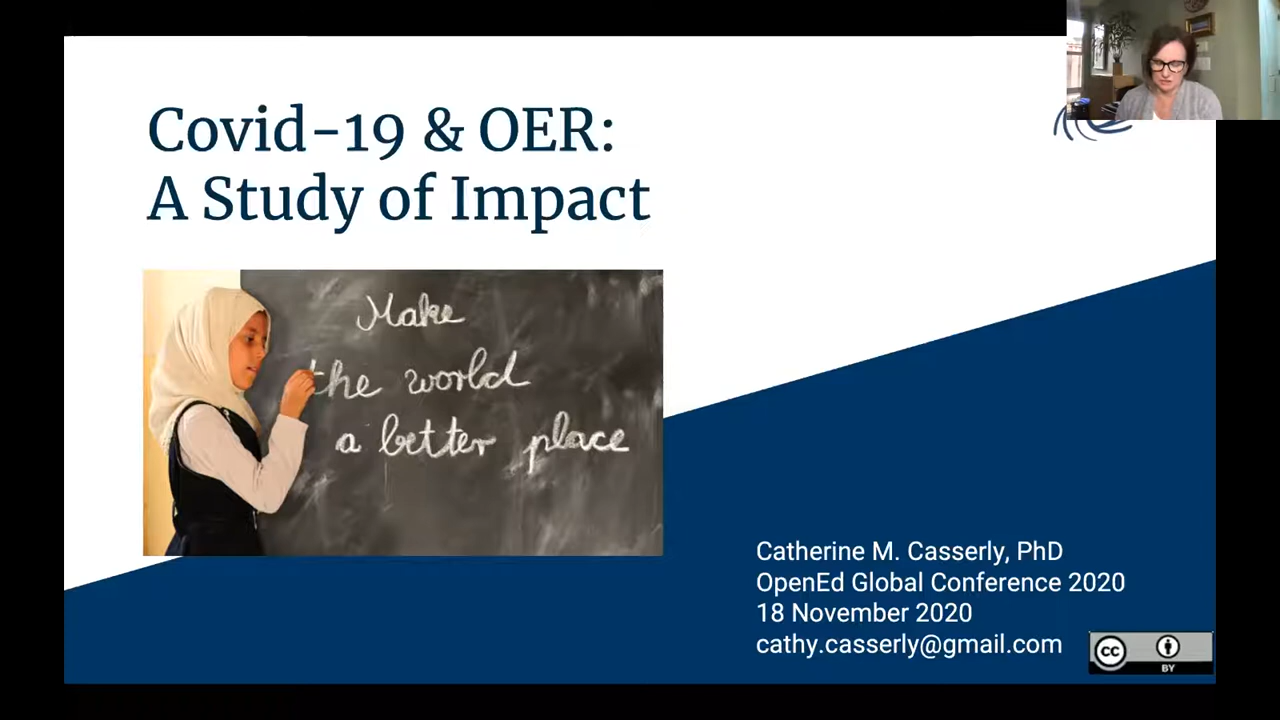 Covid-19 & OER:
A Study of Impact
Make
the world
a better place
Catherine M. Casserly, PhD
OpenEd Global Conference 2020
18 November 2020
cathy.casserly@gmail.com
CC
BY